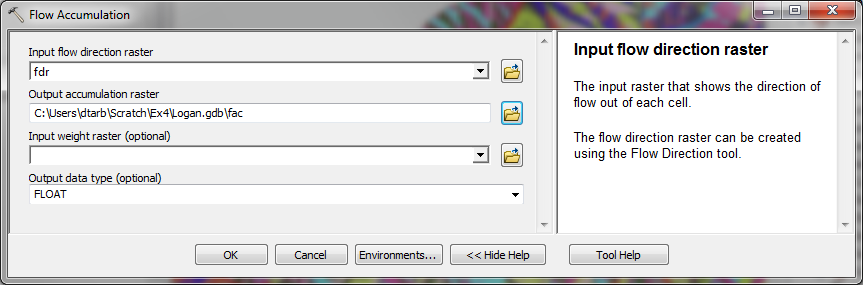 Flow Accumulation
Input flow direction raster
fdr
Output accumulation raster
C:\Users\dtarb\Scratch\Ex4\Logan.gdb\fac
Input weight raster (optional)
Output data type (optional)
FLOAT
OK
Cancel
Environments...
<< Hide Help
Input flow direction raster
The input raster that shows the direction of
flow out of each cell.
The flow direction raster can be created
using the Flow Direction tool.
Tool Help